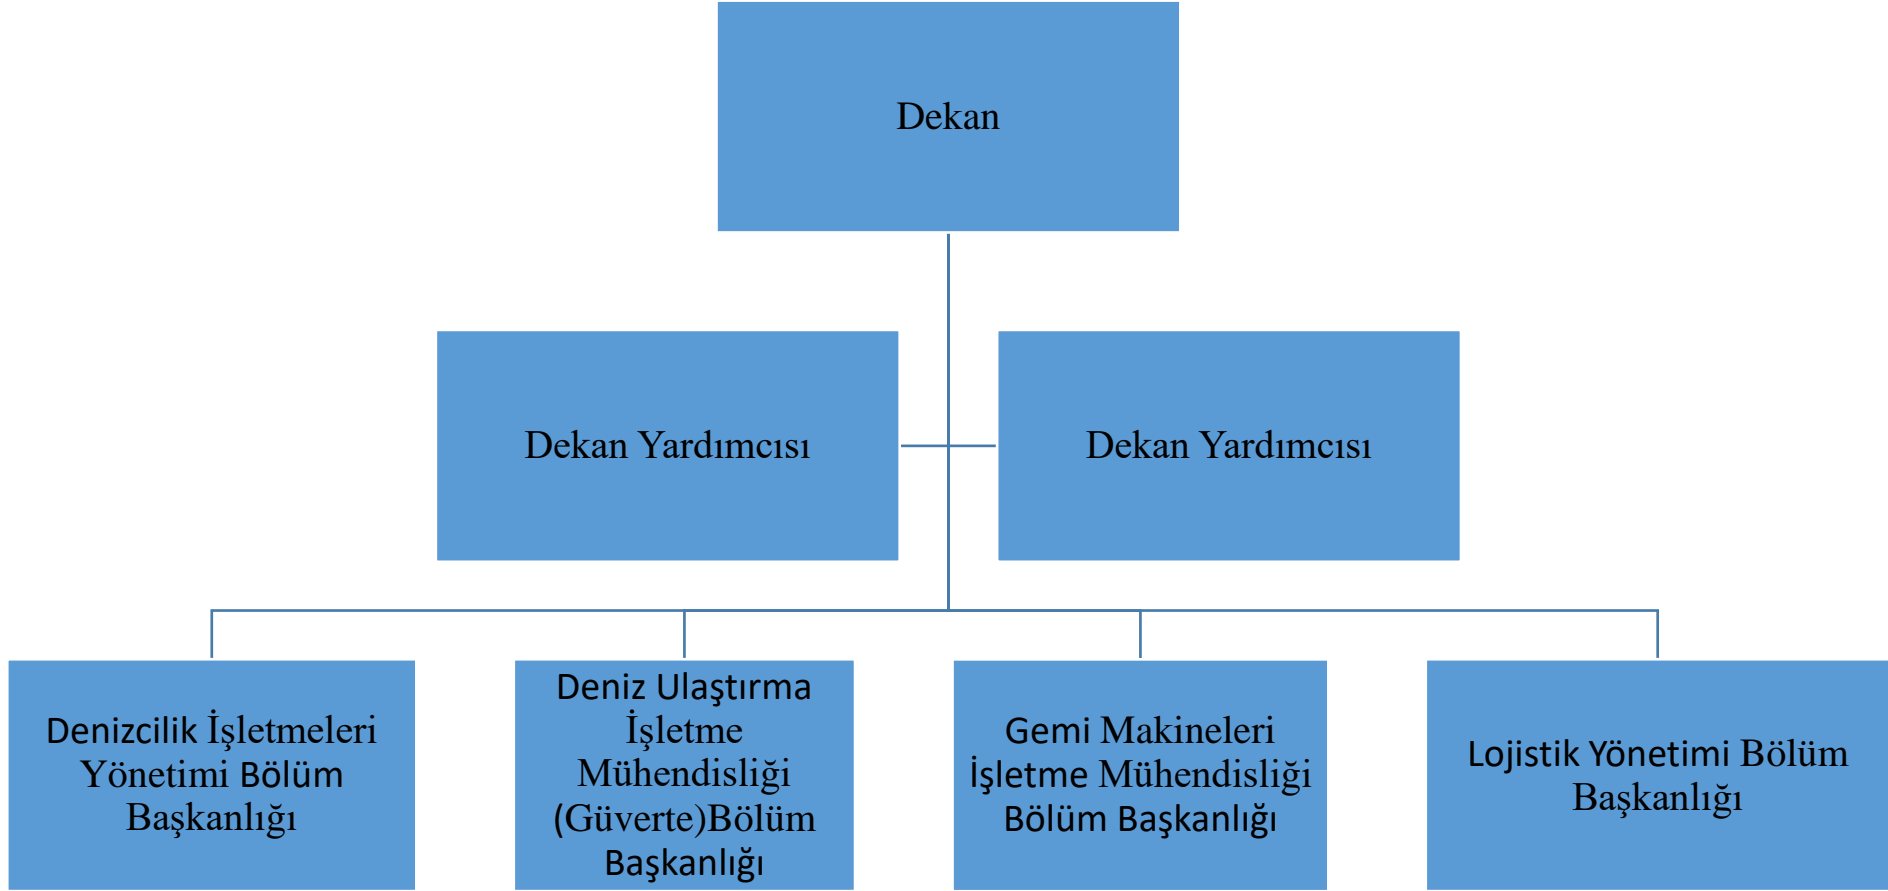 Dekan
Dekan Yardımcısı
Dekan Yardımcısı
Denizcilik İşletmeleri
Yönetimi Bölüm
Başkanlığı
Deniz Ulaştırma
İşletme
Mühendisliği
(Güverte)Bölüm
Başkanlığı
Gemi Makineleri
İşletme Mühendisliği
Bölüm Başkanlığı
Lojistik Yönetimi Bölüm
Başkanlığı